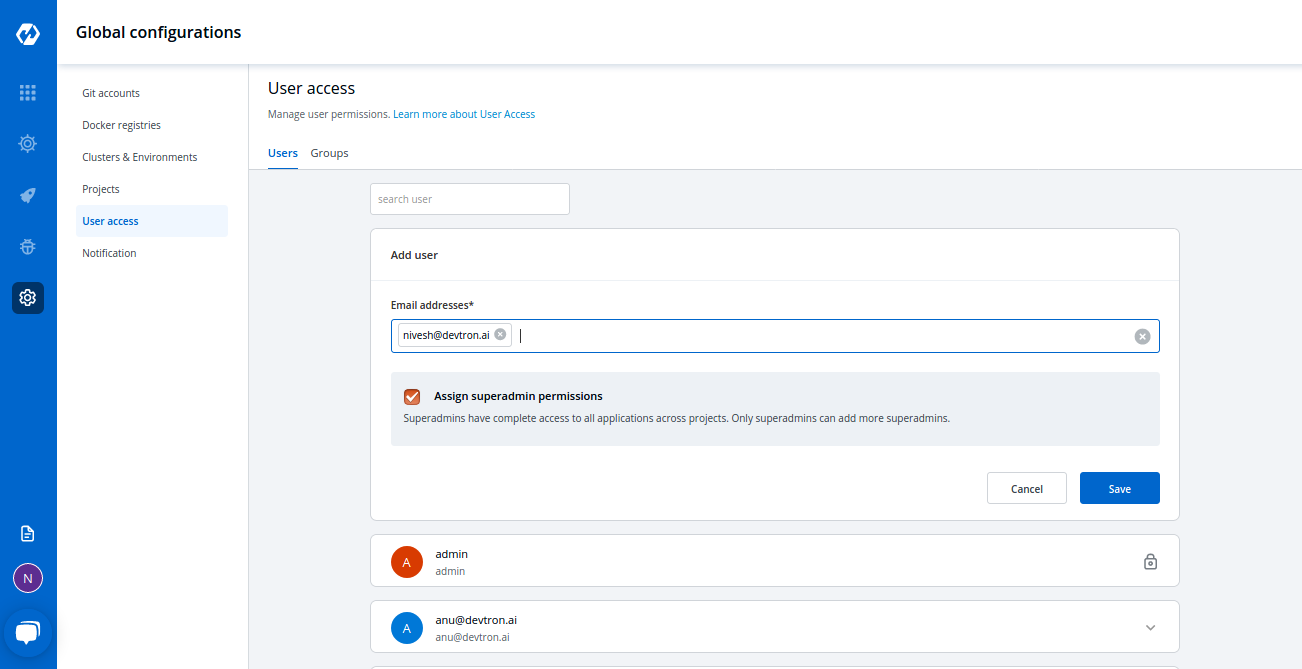 Global configurations
Git accounts
Docker registries
Clusters & Environments
Projects
User access
Notification
User access
Manage user permissions. Learn more about User Access
Users Groups
search user
Add user
Email addresses*
nivesh@devtron.ai
Assign superadmin permissions
Superadmins have complete access to all applications across projects. Only superadmins can add more superadmins.
Cancel Save
A
admin
admin
A
anu@devtron.ai
anu@devtron.ai
N